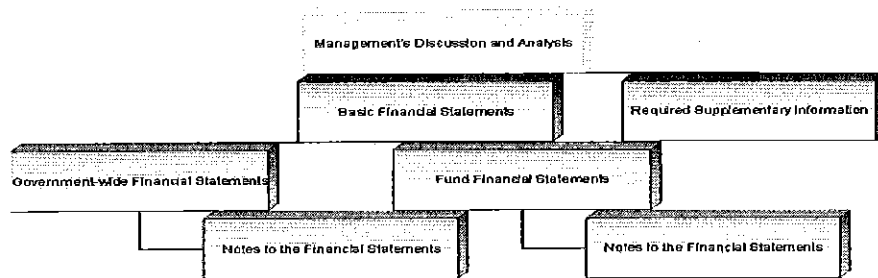 Management's Discussion and Analysis
Basic Financial Statements
Required Supplementary Information
Government-wide Financial Statements
Fund Financial Statements
Notes to the Financial Statements
Notes to the Financial Statements